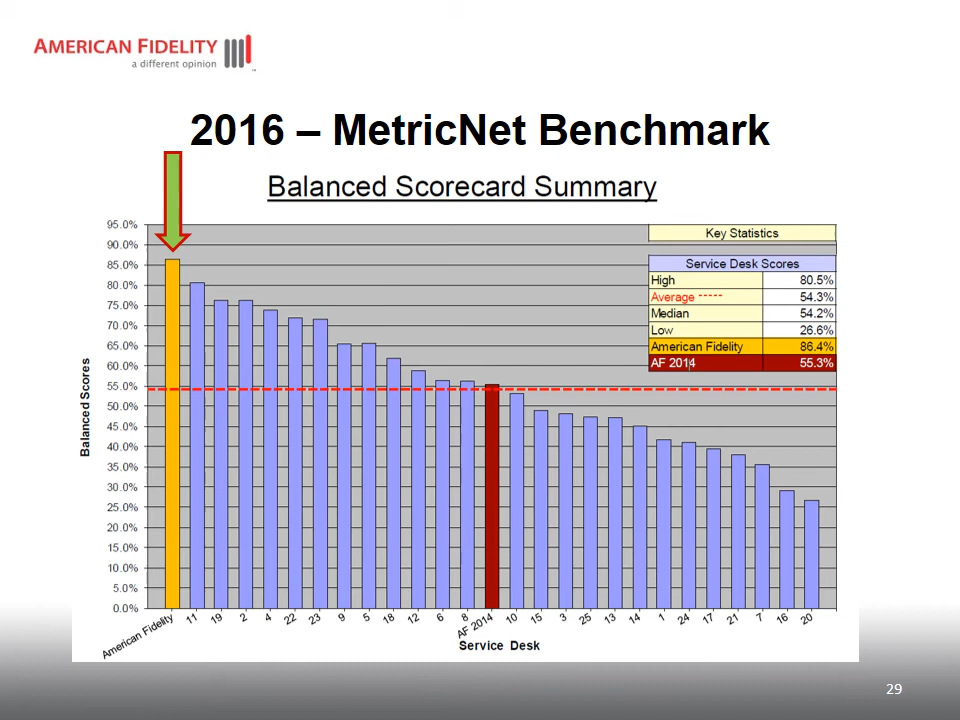 AMERICAN FIDELITY
a different opinion
™
2016 – MetricNet Benchmark
Balanced Scorecard Summary
Key Statistics
Service Desk Scores
High 80.5%
Average ----- 54.3%
Median 54.2%
Low 26.6%
American Fidelity 86.4%
AF 2014 55.3%
95.0%
90.0%
85.0%
80.0%
75.0%
70.0%
65.0%
60.0%
55.0%
50.0%
45.0%
40.0%
35.0%
30.0%
25.0%
20.0%
15.0%
10.0%
5.0%
0.0%
Balanced Scores
American Fidelity 11 19 2 4 22 23 9 5 18 12 6 8 AF 2014 10 15 3 25 13 14 1 24 17 21 7 16 20
Service Desk
29